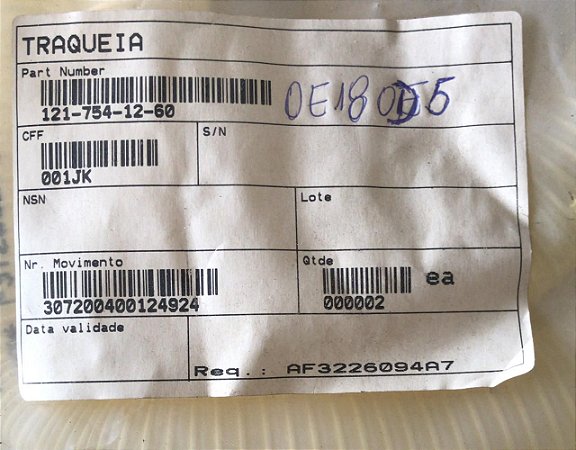 TRAQUEIA
Part Number
121-754-12-60
CFF
001JK
S/N
NSN
Lote
Nr. Movimento
307200400124924
Qtde
000002 ea
Data validade
Req.: AF3226094A7